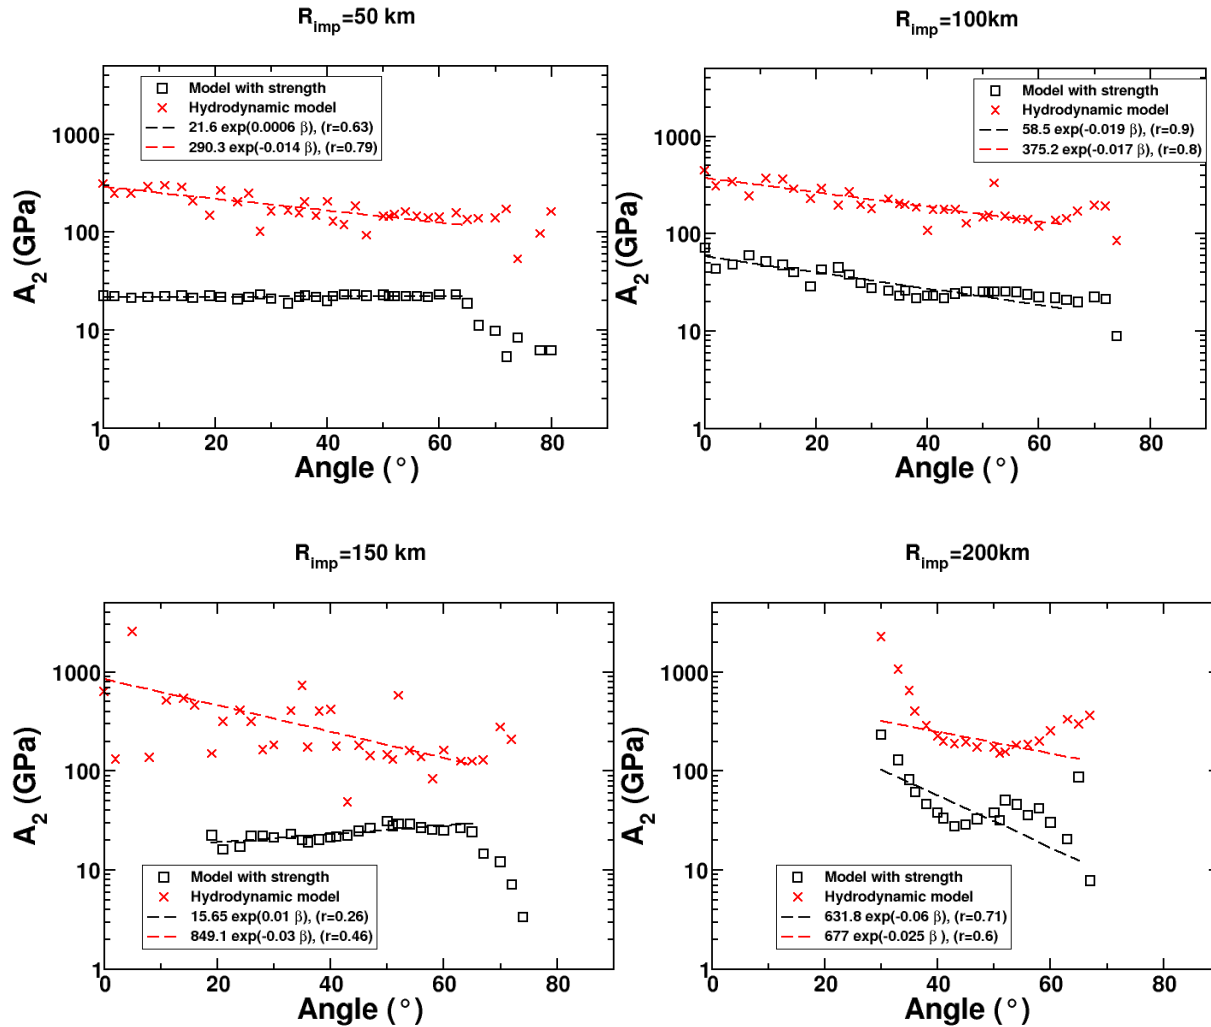 R_imp=50 km
A_2 (GPa)
1000
100
10
1
Model with strength
Hydrodynamic model
21.6 exp(0.0006 β), (r=0.63)
290.3 exp(-0.014 β), (r=0.79)
0
20
40
60
80
Angle (°)
R_imp=100km
A_2 (GPa)
1000
100
10
1
Model with strength
Hydrodynamic model
58.5 exp(-0.019 β), (r=0.9)
375.2 exp(-0.017 β), (r=0.8)
0
20
40
60
80
Angle (°)
R_imp=150 km
A_2 (GPa)
1000
100
10
1
Model with strength
Hydrodynamic model
15.65 exp(0.01 β), (r=0.26)
849.1 exp(-0.03 β), (r=0.46)
0
20
40
60
80
Angle (°)
R_imp=200km
A_2 (GPa)
1000
100
10
1
Model with strength
Hydrodynamic model
631.8 exp(-0.06 β), (r=0.71)
677 exp(-0.025 β ), (r=0.6)
0
20
40
60
80
Angle (°)